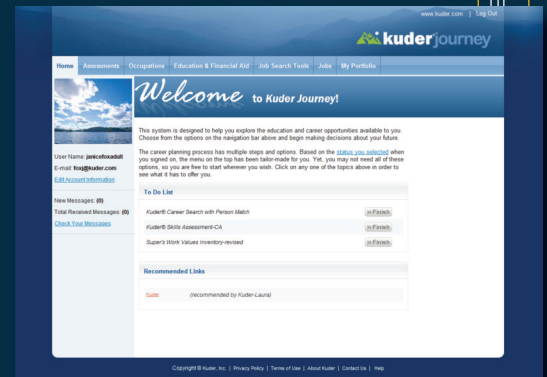 www.kuder.com | Log Out
kuder journey
Home Assessments Occupations Education & Financial Aid Job Search Tools Jobs My Portfolio
Welcome to Kuder Journey!
This system is designed to help you explore the education and career opportunities available to you.
Choose from the options on the navigation bar above and begin making decisions about your future.
The career planning process has multiple steps and options. Based on the status you selected when
you signed on, the menu on the top has been tailor-made for you. Yet, you may not need all of these
options, so you are free to start wherever you wish. Click on any one of the topics above in order to
see what it has to offer you.
User Name: janicefoxadult
E-mail: foxj@kuder.com
Edit Account Information
New Messages: (0)
Total Received Messages: (0)
Check Your Messages
To Do List
Kuder® Career Search with Person Match >> Finish
Kuder® Skills Assessment-CA >> Finish
Super's Work Values Inventory-revised >> Finish
Recommended Links
Kuder (recommended by Kuder-Laura)
Copyright © Kuder, Inc. | Privacy Policy | Terms of Use | About Kuder | Contact Us | Help